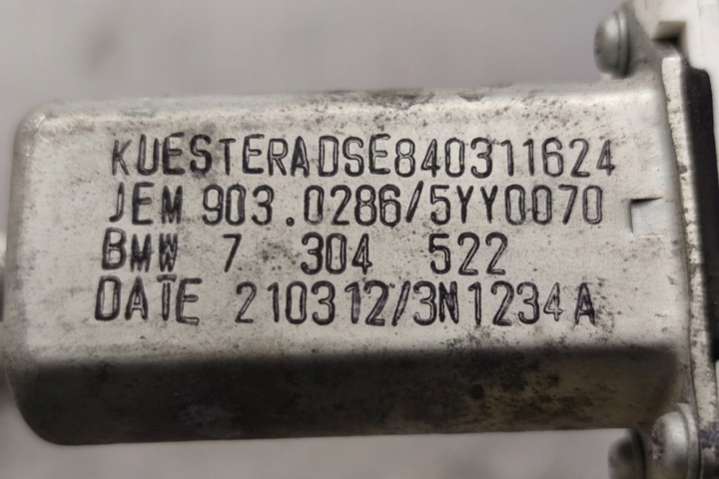 KUESTERADSE840311624
JEM 903.0286/5YY0070
BMW 7 304 522
DATE 210312/3N1234A